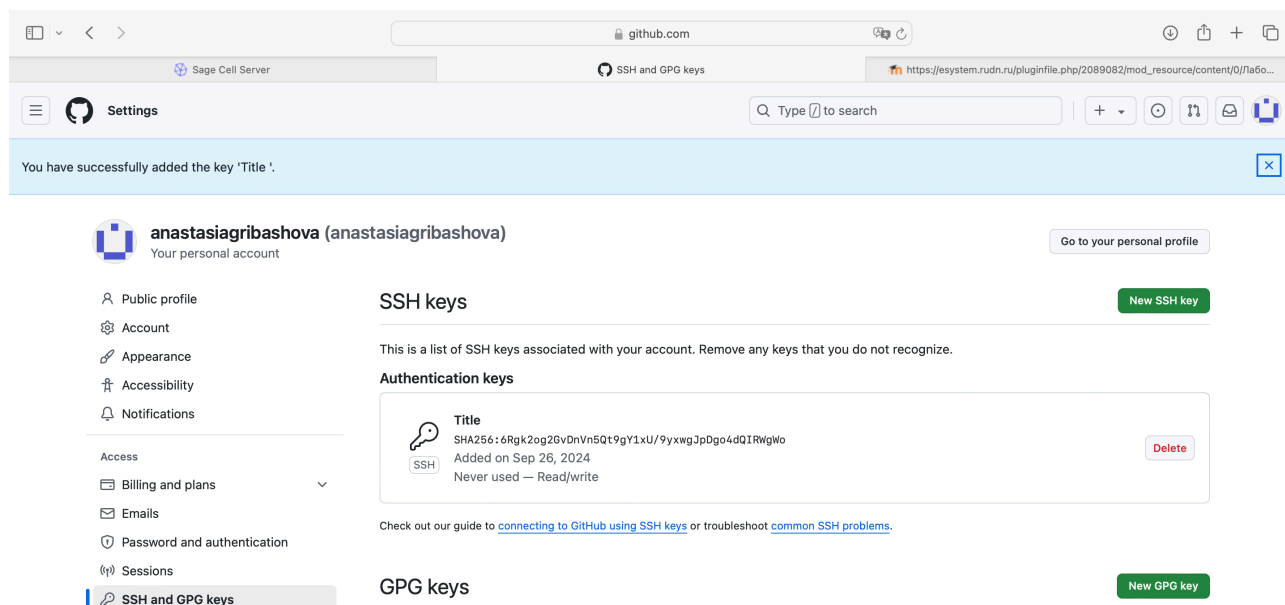 github.com
Sage Cell Server
SSH and GPG keys
https://esystem.rudn.ru/pluginfile.php/2089082/mod_resource/content/0/Лабо...
Settings
Type / to search
You have successfully added the key 'Title '.
anastasiagribashova (anastasiagribashova)
Your personal account
Go to your personal profile
Public profile
Account
Appearance
Accessibility
Notifications
Access
Billing and plans
Emails
Password and authentication
Sessions
SSH and GPG keys
SSH keys
New SSH key
This is a list of SSH keys associated with your account. Remove any keys that you do not recognize.
Authentication keys
Title
SHA256:6Rgk2og2GvDnVn5Qt9gY1xU/9yxwgJpDgo4dQIRWgWo
SSH
Added on Sep 26, 2024
Never used — Read/write
Delete
Check out our guide to connecting to GitHub using SSH keys or troubleshoot common SSH problems.
GPG keys
New GPG key